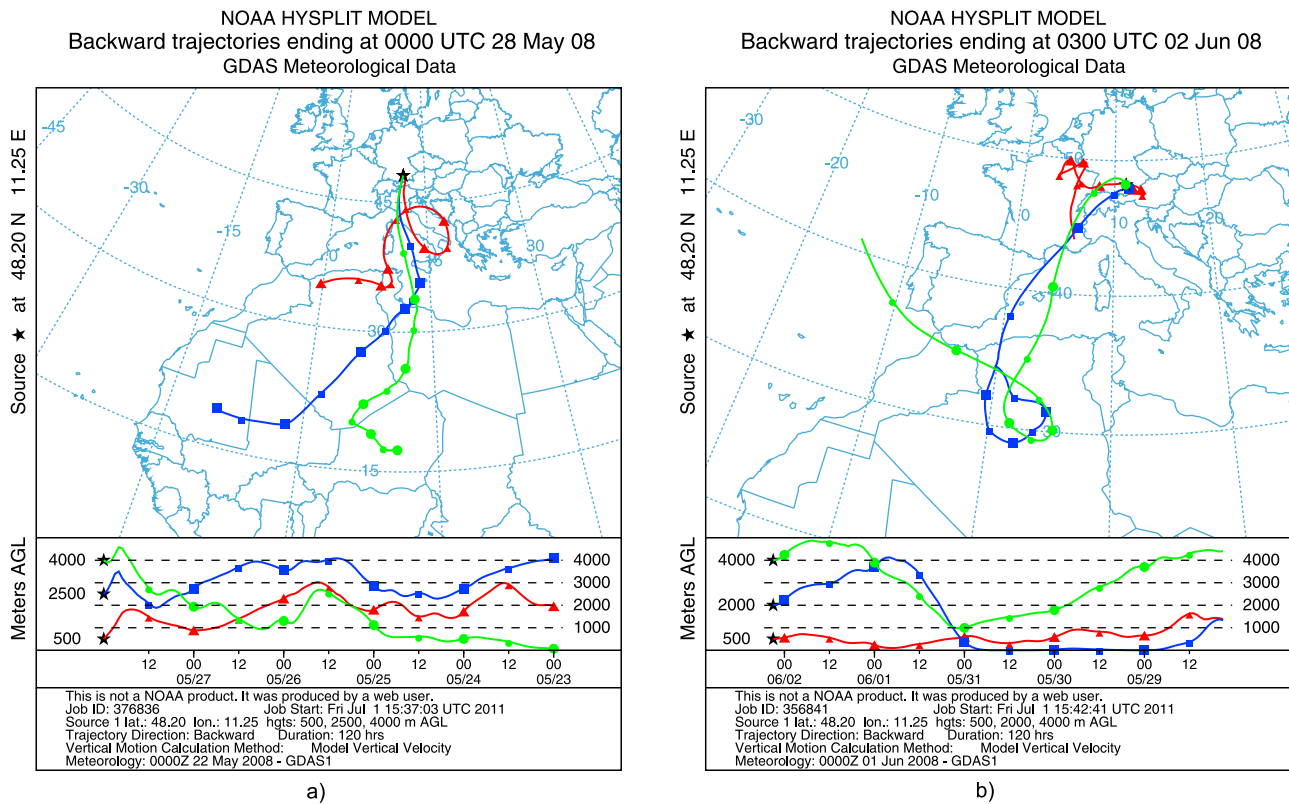 NOAA HYSPLIT MODEL
Backward trajectories ending at 0000 UTC 28 May 08
GDAS Meteorological Data
Source ★ at 48.20 N 11.25 E
-45
-30
-15
0
15
30
45
30
15
Meters AGL
4000
2500
500
4000
3000
2000
1000
12 00 12 00 12 00 12 00 12 00
05/27 05/26 05/25 05/24 05/23
This is not a NOAA product. It was produced by a web user.
Job ID: 376836 Job Start: Fri Jul 1 15:37:03 UTC 2011
Source 1 lat.: 48.20 lon.: 11.25 hgts: 500, 2500, 4000 m AGL
Trajectory Direction: Backward Duration: 120 hrs
Vertical Motion Calculation Method: Model Vertical Velocity
Meteorology: 0000Z 22 May 2008 - GDAS1
a)
NOAA HYSPLIT MODEL
Backward trajectories ending at 0300 UTC 02 Jun 08
GDAS Meteorological Data
Source ★ at 48.20 N 11.25 E
-30
-20
-10
0
10
20
50
40
30
Meters AGL
4000
2000
500
4000
3000
2000
1000
00 12 00 12 00 12 00 12 00 12
06/02 06/01 05/31 05/30 05/29
This is not a NOAA product. It was produced by a web user.
Job ID: 356841 Job Start: Fri Jul 1 15:42:41 UTC 2011
Source 1 lat.: 48.20 lon.: 11.25 hgts: 500, 2000, 4000 m AGL
Trajectory Direction: Backward Duration: 120 hrs
Vertical Motion Calculation Method: Model Vertical Velocity
Meteorology: 0000Z 01 Jun 2008 - GDAS1
b)